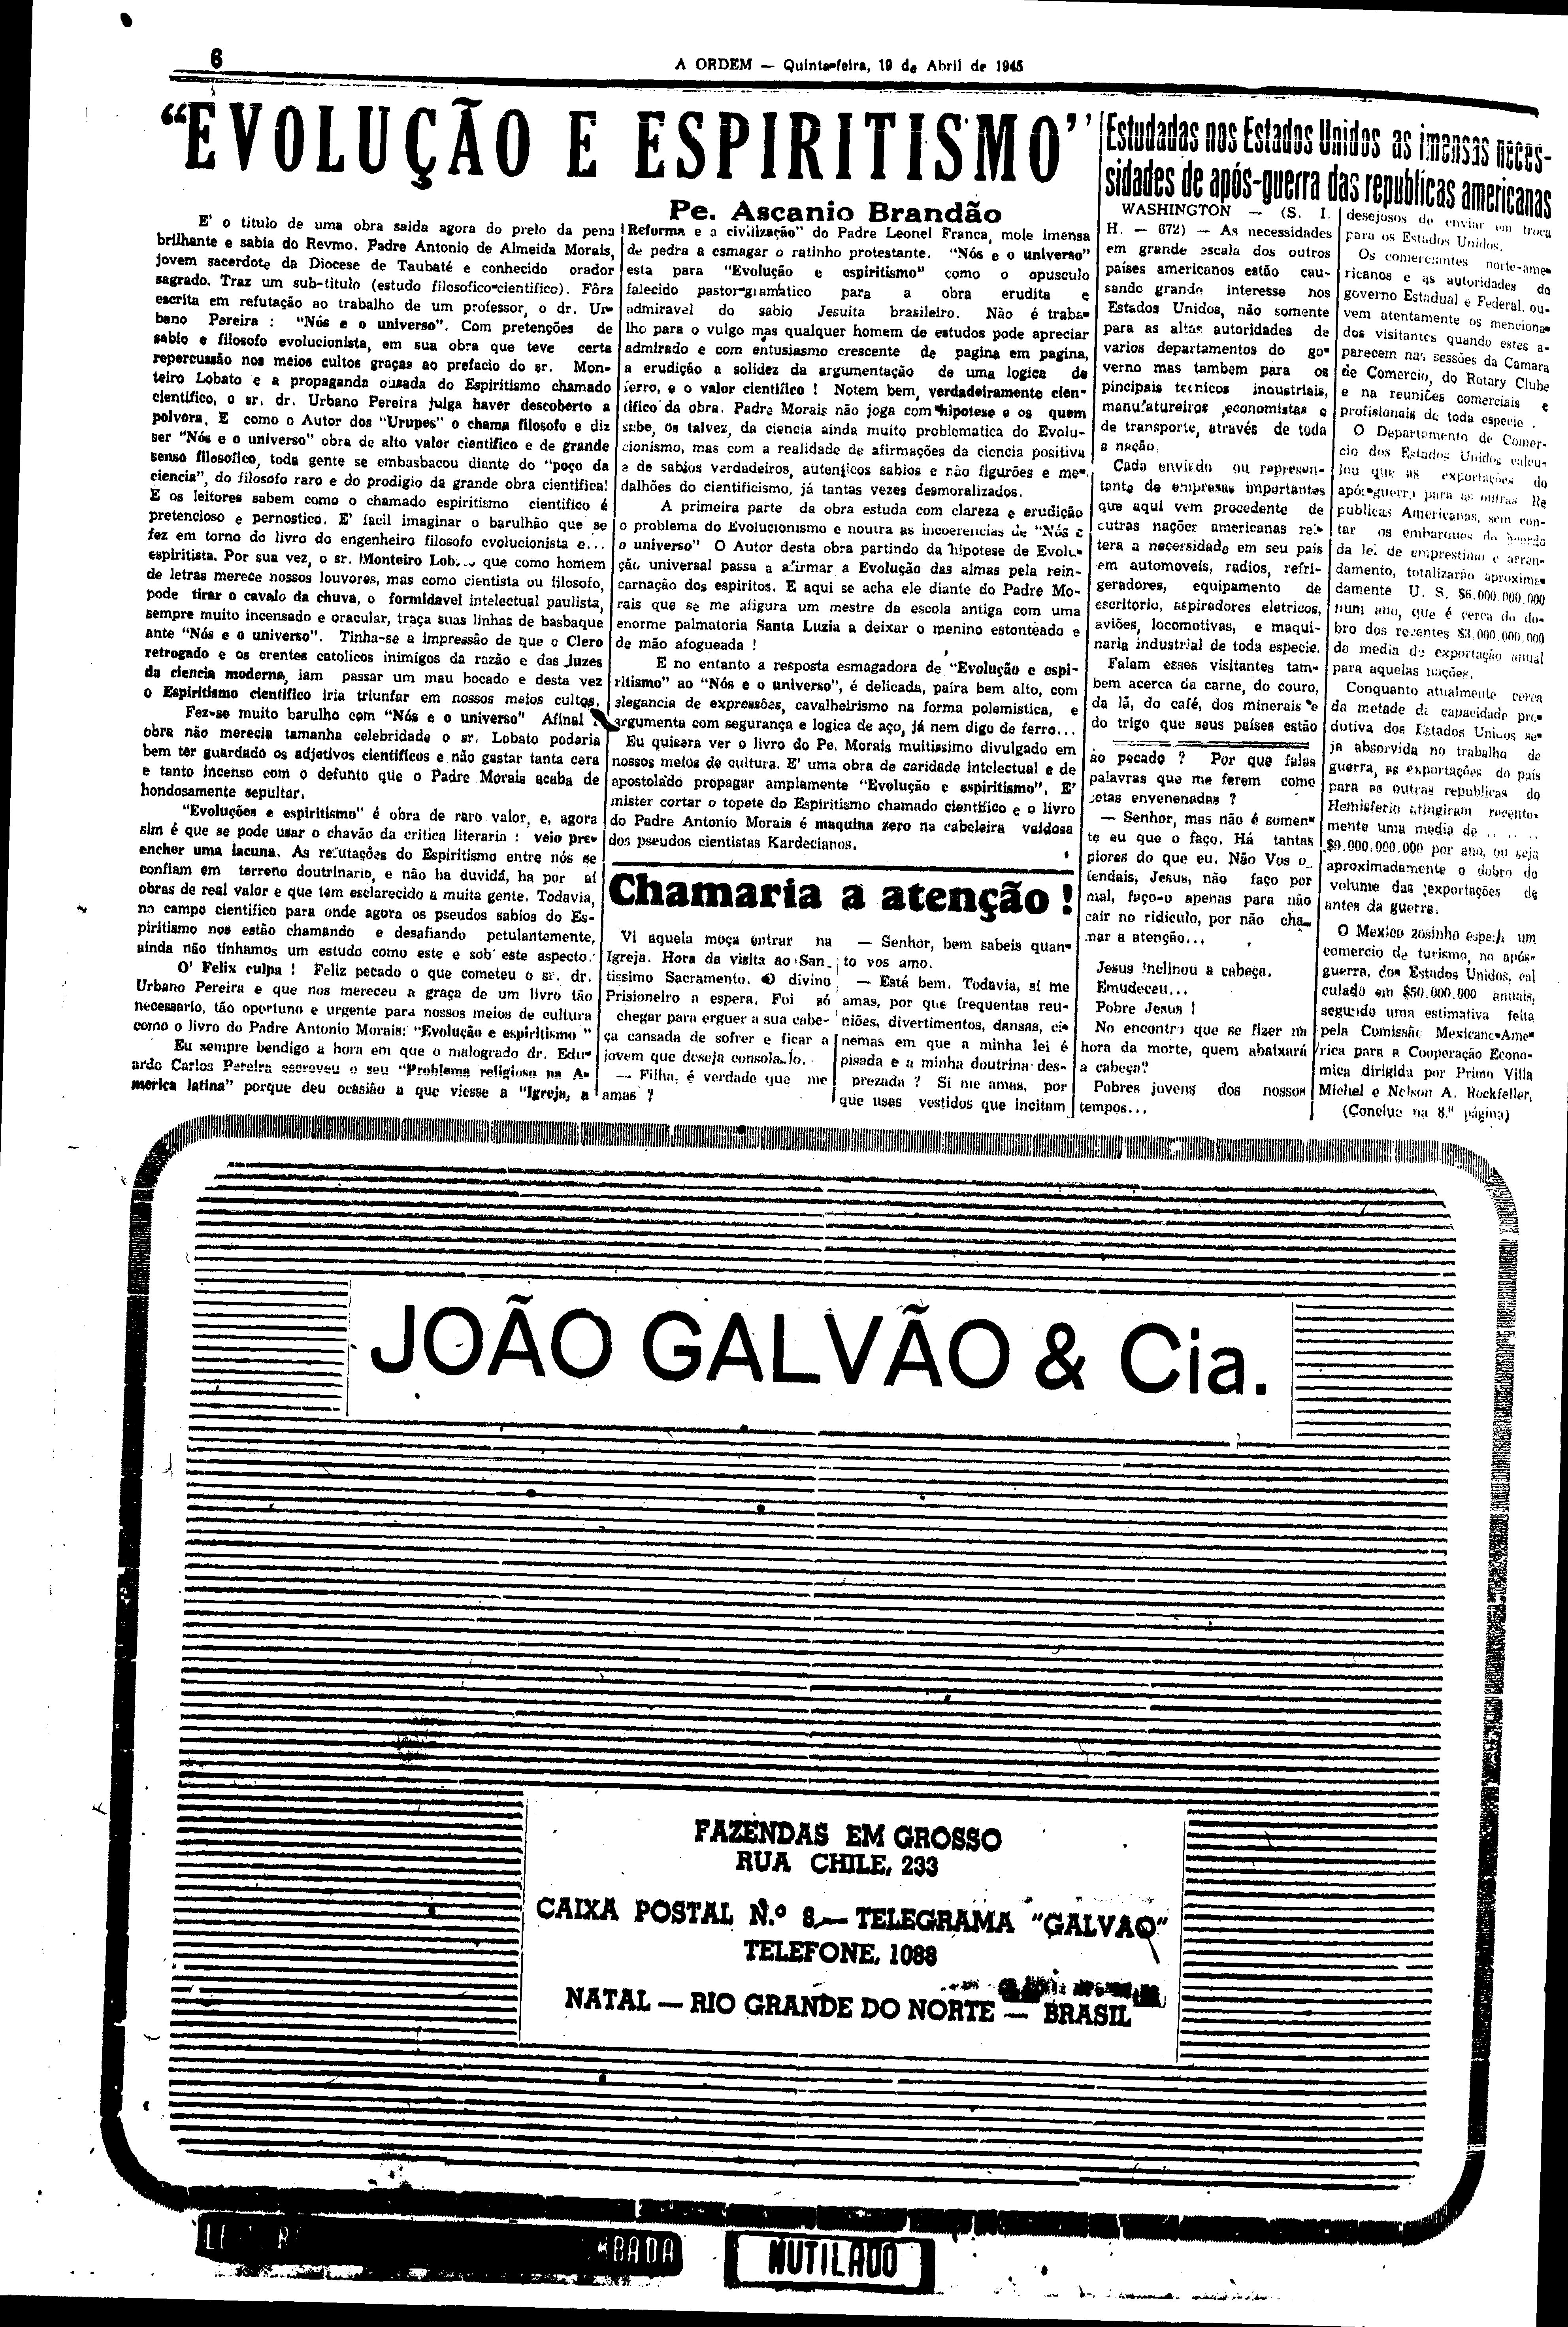 6
A ORDEM — Quinta-feira, 19 de Abril de 1945
"EVOLUÇÃO E ESPIRITISMO"
Pe. Ascanio Brandão
E' o titulo de uma obra saida agora do prelo da pena
brilhante e sabia do Revmo. Padre Antonio de Almeida Morais,
jovem sacerdote da Diocese de Taubaté e conhecido orador
sagrado. Traz um sub-titulo (estudo filosofico-cientifico). Fôra
escrita em refutação ao trabalho de um professor, o dr. Ur-
bano Pereira : "Nós e o universo". Com pretenções de
sabio e filosofo evolucionista, em sua obra que teve certa
repercussão nos meios cultos graças ao prefacio do sr. Mon-
teiro Lobato e a propaganda ousada do Espiritismo chamado
cientifico, o sr. dr. Urbano Pereira julga haver descoberto a
polvora. E como o Autor dos "Urupes" o chama filosofo e diz
ser "Nós e o universo" obra de alto valor cientifico e de grande
senso filosofico, toda gente se embasbacou diante do "poço da
ciencia", do filosofo raro e do prodigio da grande obra cientifica!
E os leitores sabem como o chamado espiritismo cientifico é
pretencioso e pernostico. E' facil imaginar o barulhão que se
fez em torno do livro do engenheiro filosofo evolucionista e...
espiritista. Por sua vez, o sr. Monteiro Lob... que como homem
de letras merece nossos louvores, mas como cientista ou filosofo,
pode tirar o cavalo da chuva, o formidavel intelectual paulista,
sempre muito incensado e oracular, traça suas linhas de basbaque
ante "Nós e o universo". Tinha-se a impressão de que o Clero
retrogado e os crentes catolicos inimigos da razão e das luzes
da ciencia moderna, iam passar um mau bocado e desta vez
o Espiritismo cientifico iria triunfar em nossos meios cultos.
Fez-se muito barulho com "Nós e o universo" Afinal
obra não merecia tamanha celebridade o sr. Lobato poderia
bem ter guardado os adjetivos cientificos e não gastar tanta cera
e tanto incenso com o defunto que o Padre Morais acaba de
hondosamente sepultar.
"Evoluções e espiritismo" é obra de raro valor, e, agora
sim é que se pode usar o chavão da critica literaria : veio pre-
encher uma lacuna. As refutações do Espiritismo entre nós se
confiam em terreno doutrinario, e não ha duvida, ha por aí
obras de real valor e que tem esclarecido a muita gente. Todavia,
no campo cientifico para onde agora os pseudos sabios do Es-
piritismo nos estão chamando e desafiando petulantemente,
ainda não tinhamos um estudo como este e sob este aspecto.
O' Felix culpa ! Feliz pecado o que cometeu o sr. dr.
Urbano Pereira e que nos mereceu a graça de um livro tão
necessario, tão oportuno e urgente para nossos meios de cultura
como o livro do Padre Antonio Morais: "Evolução e espiritismo "
Eu sempre bendigo a hora em que o malogrado dr. Edu-
ardo Carlos Pereira escreveu o seu "Problema religioso na A-
merica latina" porque deu ocasião a que viesse a "Igreja, a
Reforma e a civilização" do Padre Leonel Franca, mole imensa
de pedra a esmagar o ratinho protestante. "Nós e o universo"
esta para "Evolução e espiritismo" como o opusculo
falecido pastor-gramatico para a obra erudita e
admiravel do sabio Jesuita brasileiro. Não é traba-
lho para o vulgo mas qualquer homem de estudos pode apreciar
admirado e com entusiasmo crescente de pagina em pagina,
a erudição a solidez da argumentação de uma logica de
ferro, e o valor cientifico ! Notem bem, verdadeiramente cien-
tifico da obra. Padre Morais não joga com hipotese e os quem
sabe, os talvez, da ciencia ainda muito problematica do Evolu-
cionismo, mas com a realidade de afirmações da ciencia positiva
e de sabios verdadeiros, autenticos sabios e não figurões e me-
dalhões do cientificismo, já tantas vezes desmoralizados.
A primeira parte da obra estuda com clareza e erudição
o problema do Evolucionismo e noutra as incoerencias de "Nós e
o universo" O Autor desta obra partindo da hipotese de Evolu-
ção universal passa a afirmar a Evolução das almas pela rein-
carnação dos espiritos. E aqui se acha ele diante do Padre Mo-
rais que se me afigura um mestre da escola antiga com uma
enorme palmatoria Santa Luzia a deixar o menino estonteado e
de mão afogueada !
E no entanto a resposta esmagadora de "Evolução e espi-
ritismo" ao "Nós e o universo", é delicada, paira bem alto, com
elegancia de expressões, cavalheirismo na forma polemistica, e
argumenta com segurança e logica de aço, já nem digo de ferro...
Eu quisera ver o livro do Pe. Morais muitissimo divulgado em
nossos meios de cultura. E' uma obra de caridade intelectual e de
apostolado propagar amplamente "Evolução e espiritismo". E'
mister cortar o topete do Espiritismo chamado cientifico e o livro
do Padre Antonio Morais é maquina zero na cabeleira vaidosa
dos pseudos cientistas Kardecianos.
Chamaria a atenção !
Vi aquela moça entrar na
Igreja. Hora da visita ao San-
tissimo Sacramento. O divino
Prisioneiro a espera. Foi só
chegar para erguer a sua cabe-
ça cansada de sofrer e ficar a
jovem que deseja consola-lo.
— Filha, é verdade que me
amas ?
— Senhor, bem sabeis quan-
to vos amo.
— Está bem. Todavia, si me
amas, por que frequentas reu-
niões, divertimentos, dansas, ci-
nemas em que a minha lei é
pisada e a minha doutrina des-
prezada ? Si me amas, por
que usas vestidos que incitam
ao pecado ? Por que falas
palavras que me ferem como
setas envenenadas ?
— Senhor, mas não é somen-
te eu que o faço. Há tantas
piores do que eu. Não Vos o-
fendais, Jesus, não faço por
mal, faço-o apenas para não
cair no ridiculo, por não cha-
mar a atenção...
Jesus inclinou a cabeça.
Emudeceu...
Pobre Jesus !
No encontro que se fizer na
hora da morte, quem abaixará
a cabeça?
Pobres jovens dos nossos
tempos...
Estudadas nos Estados Unidos as imensas neces-
sidades de após-guerra das republicas americanas
WASHINGTON — (S. I.
H. — 672) — As necessidades
em grande escala dos outros
países americanos estão cau-
sando grande interesse nos
Estados Unidos, não somente
para as altas autoridades de
varios departamentos do go-
verno mas tambem para os
pincipais tecnicos industriais,
manufatureiros economistas e
de transporte, através de toda
a nação.
Cada enviado ou represen-
tante de empresas importantes
que aqui vem procedente de
outras nações americanas rei-
tera a necessidade em seu país
em automoveis, radios, refri-
geradores, equipamento de
escritorio, aspiradores eletricos,
aviões, locomotivas, e maqui-
naria industrial de toda especie.
Falam esses visitantes tam-
bem acerca da carne, do couro,
da lã, do café, dos minerais e
do trigo que seus países estão
desejosos de enviar em troca
para os Estados Unidos.
Os comerciantes norte-ame-
ricanos e as autoridades do
governo Estadual e Federal. ou-
vem atentamente os menciona-
dos visitantes quando estes a-
parecem nas sessões da Camara
de Comercio, do Rotary Clube
e na reuniões comerciais e
profisionais de toda especie .
O Departamento de Comer-
cio dos Estados Unidos calcu-
lou que as exportações do
após-guerra para as outras Re
publicas Americanas, sem con-
tar os embarques do
da lei de emprestimo e arren-
damento, totalizarão aproxima-
damente U. S. $6.000.000.000
num ano, que é cerca do do-
bro dos recentes $3.000.000.000
da media de exportação anual
para aquelas nações.
Conquanto atualmente cerca
da metade da capacidade pro-
dutiva dos Estados Unidos se-
ja absorvida no trabalho de
guerra, as exportações do país
para as outras republicas do
Hemisferio atingiram recente-
mente uma media de .. .. ..
$9.000.000.000 por ano, ou seja
aproximadamente o dobro do
volume das exportações de
antes da guerra.
O Mexico zosinho espera um
comercio de turismo, no após-
guerra, dos Estados Unidos, cal
culado em $50.000.000 anuais,
segundo uma estimativa feita
pela Comissão Mexicano-Ame
rica para a Cooperação Econo-
mica dirigida por Primo Villa
Michel e Nelson A. Rockfeller,
(Conclue na 8.ª página)
JOÃO GALVÃO & Cia.
FAZENDAS EM GROSSO
RUA CHILE, 233
CAIXA POSTAL N.º 8 — TELEGRAMA "GALVAO"
TELEFONE, 1088
NATAL — RIO GRANDE DO NORTE — BRASIL
MUTILADO